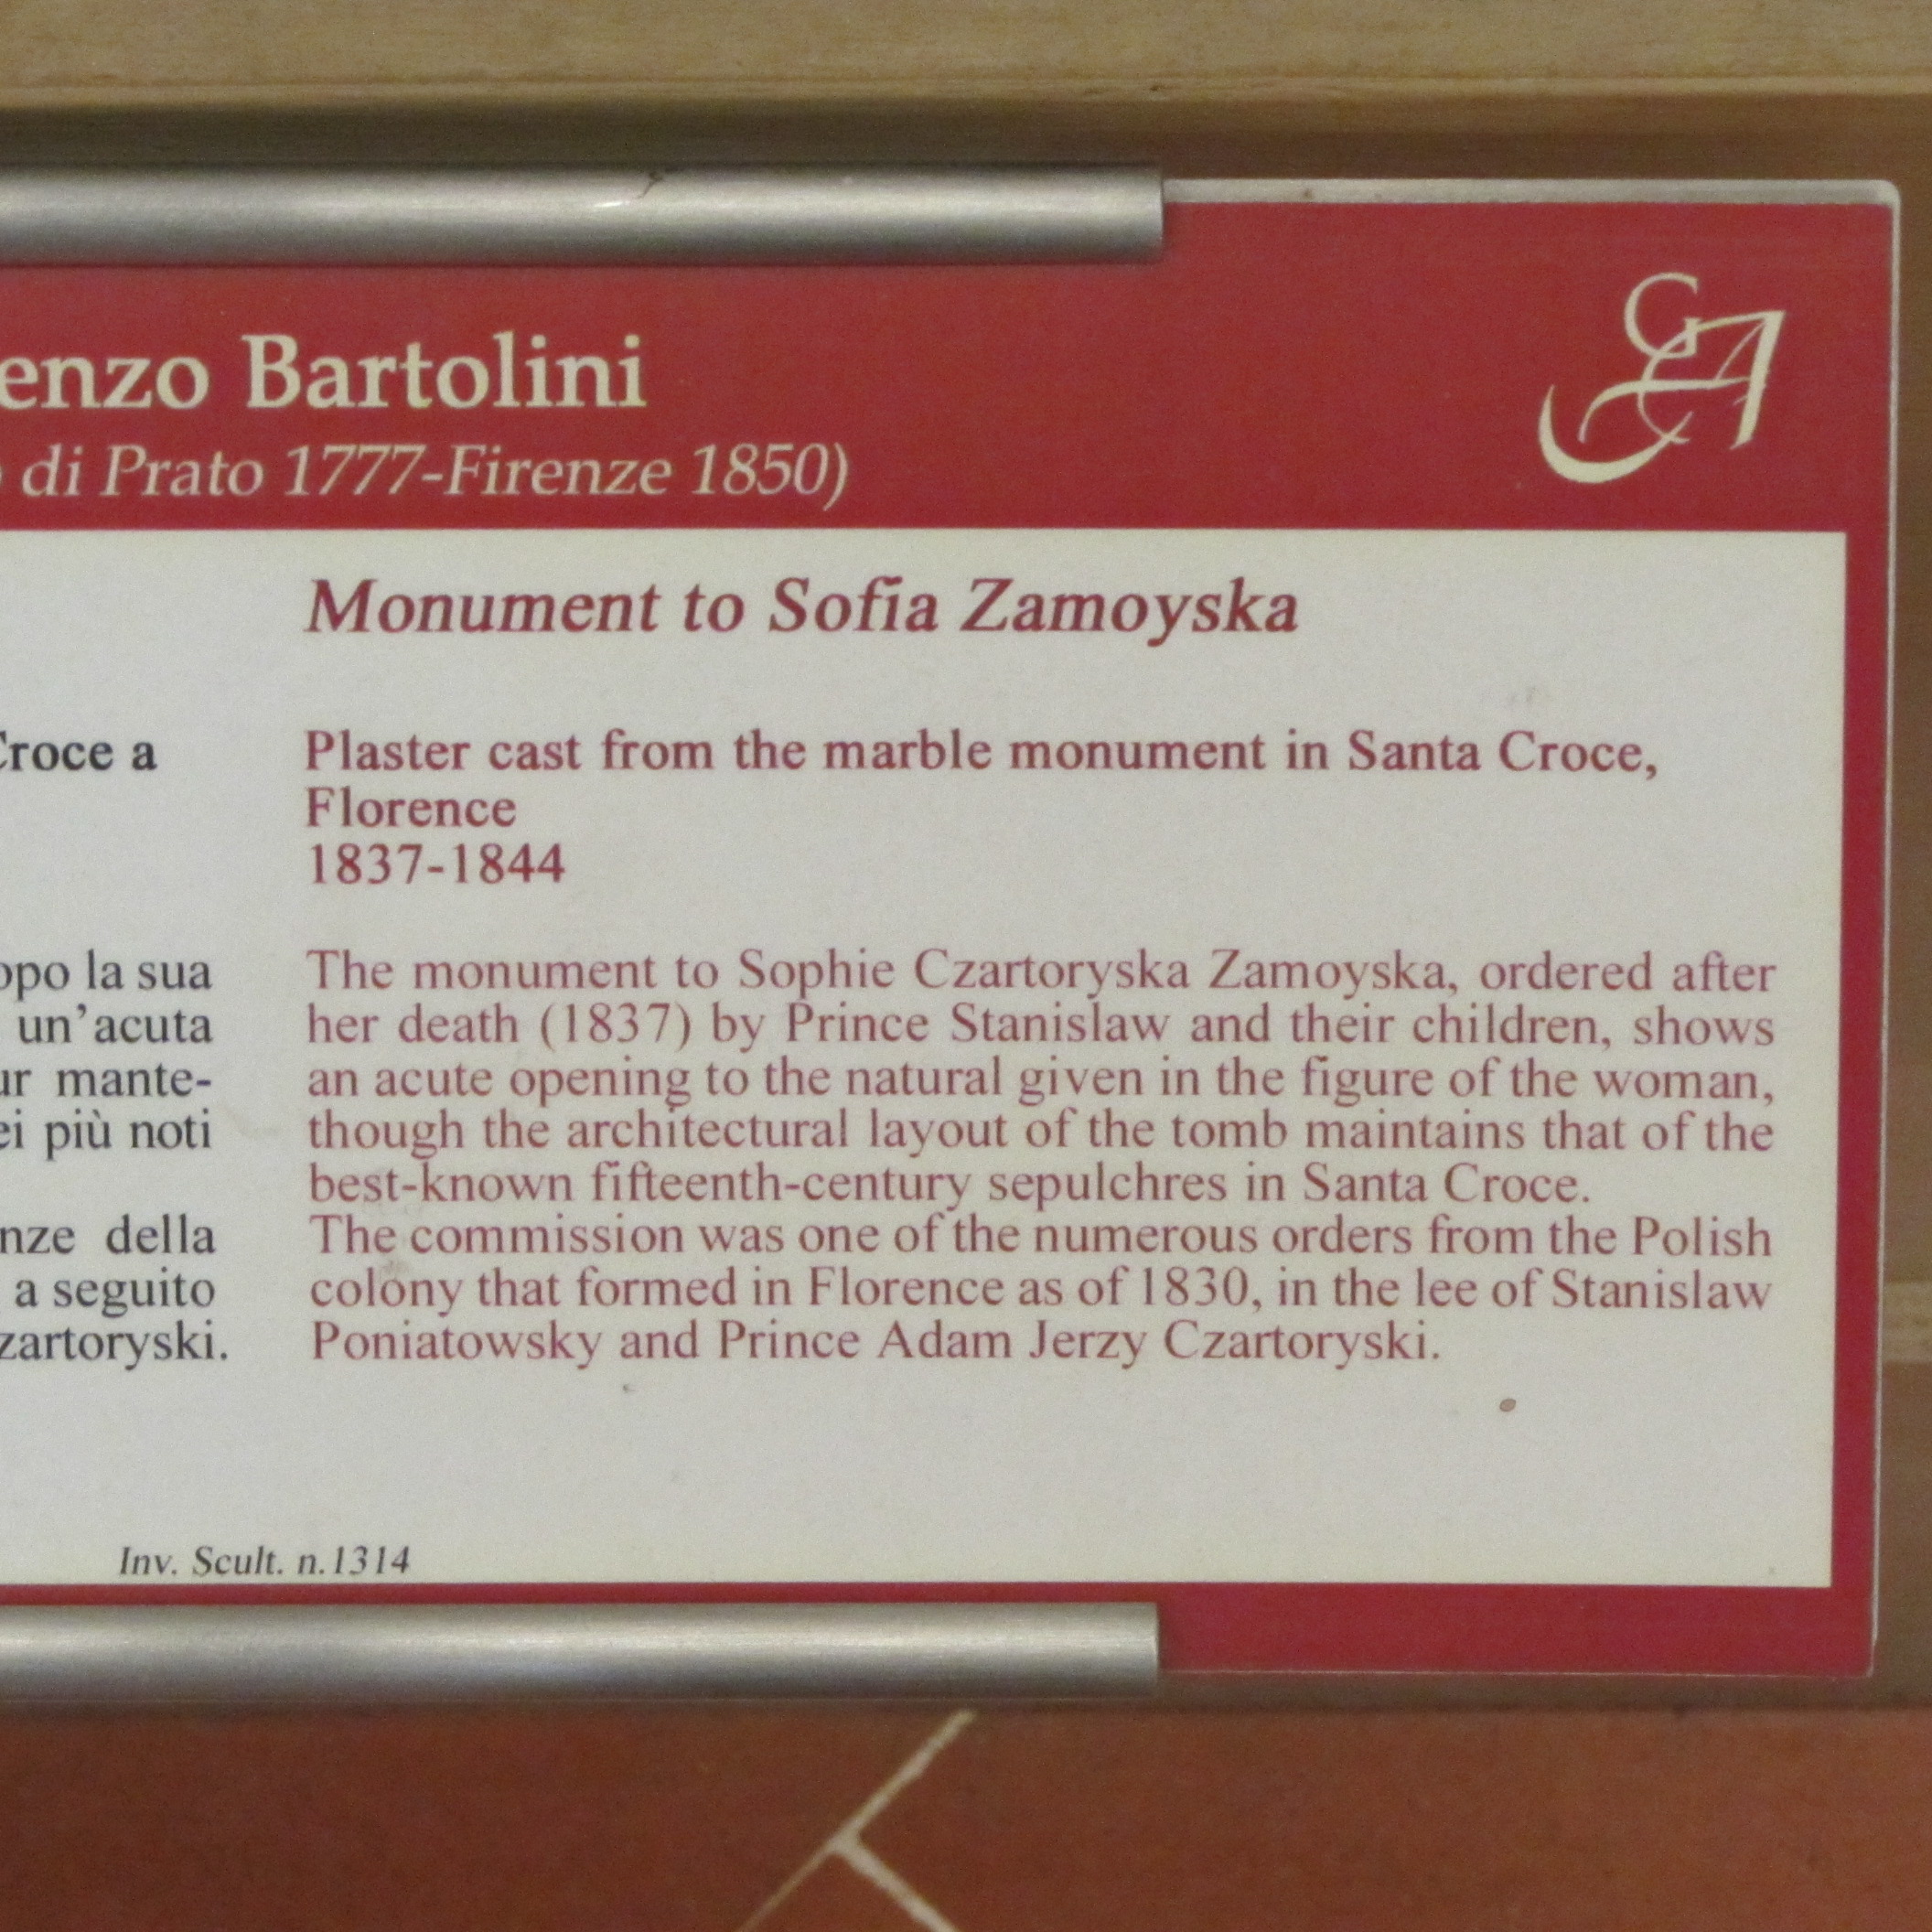 enzo Bartolini
di Prato 1777-Firenze 1850)
GA
Croce a
opo la sua
un'acuta
ur mante-
ei più noti
nze della
a seguito
zartoryski.
Monument to Sofia Zamoyska
Plaster cast from the marble monument in Santa Croce,
Florence
1837-1844
The monument to Sophie Czartoryska Zamoyska, ordered after
her death (1837) by Prince Stanislaw and their children, shows
an acute opening to the natural given in the figure of the woman,
though the architectural layout of the tomb maintains that of the
best-known fifteenth-century sepulchres in Santa Croce.
The commission was one of the numerous orders from the Polish
colony that formed in Florence as of 1830, in the lee of Stanislaw
Poniatowsky and Prince Adam Jerzy Czartoryski.
Inv. Scult. n.1314